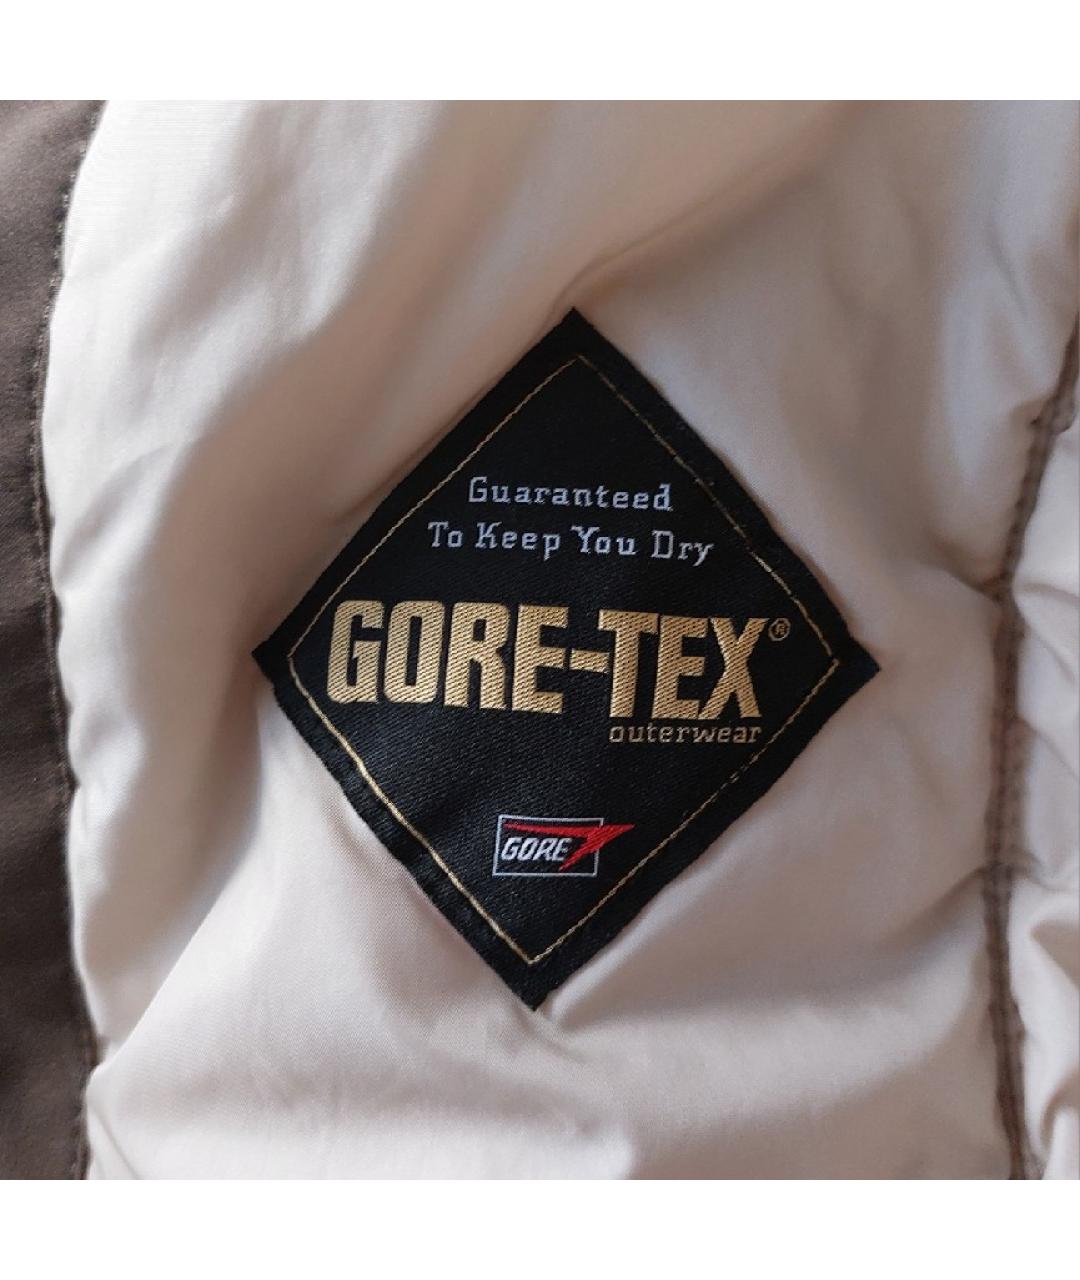 Guaranteed
To Keep You Dry
GORE-TEX®
outerwear
GORE